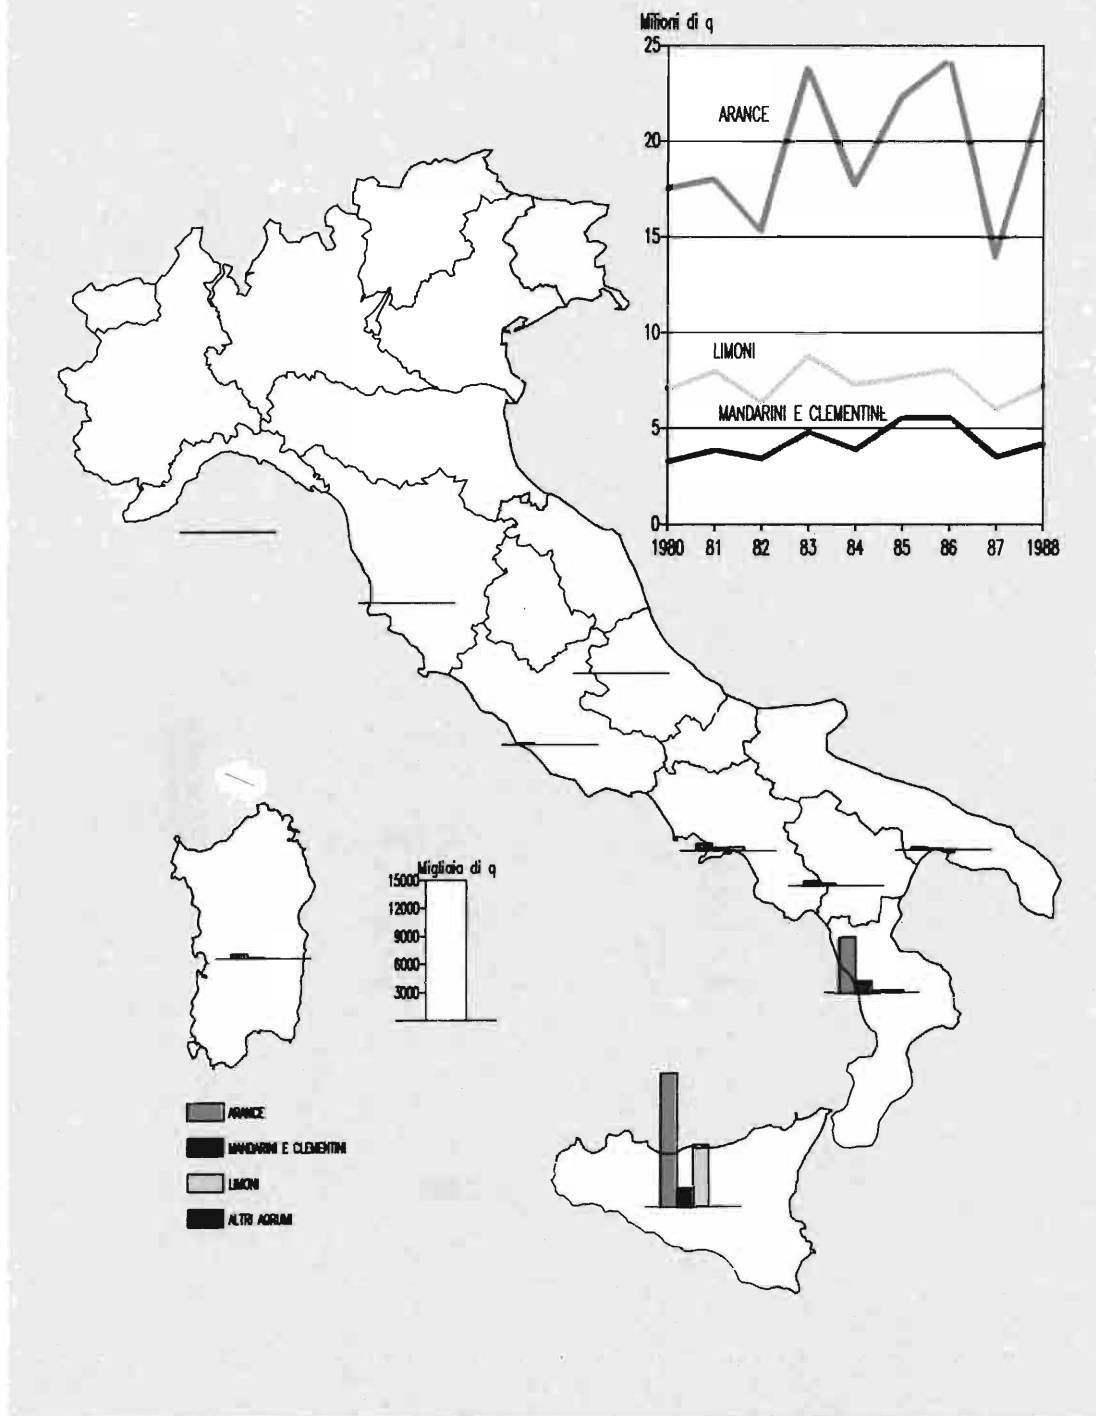 Milioni di q
25
ARANCE
20
15
10
LIMONI
MANDARINI E CLEMENTINE
5
0
1980 81 82 83 84 85 86 87 1988
Migliaia di q
15000
12000
9000
6000
3000
ARANCE
MANDARINI E CLEMENTINI
LIMONI
ALTRI AGRUMI